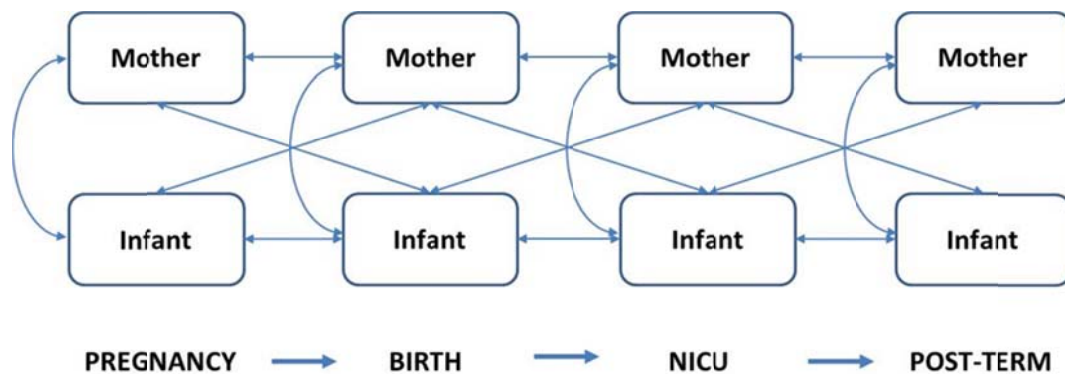 Mother Mother Mother Mother
Infant Infant Infant Infant
PREGNANCY BIRTH NICU POST-TERM